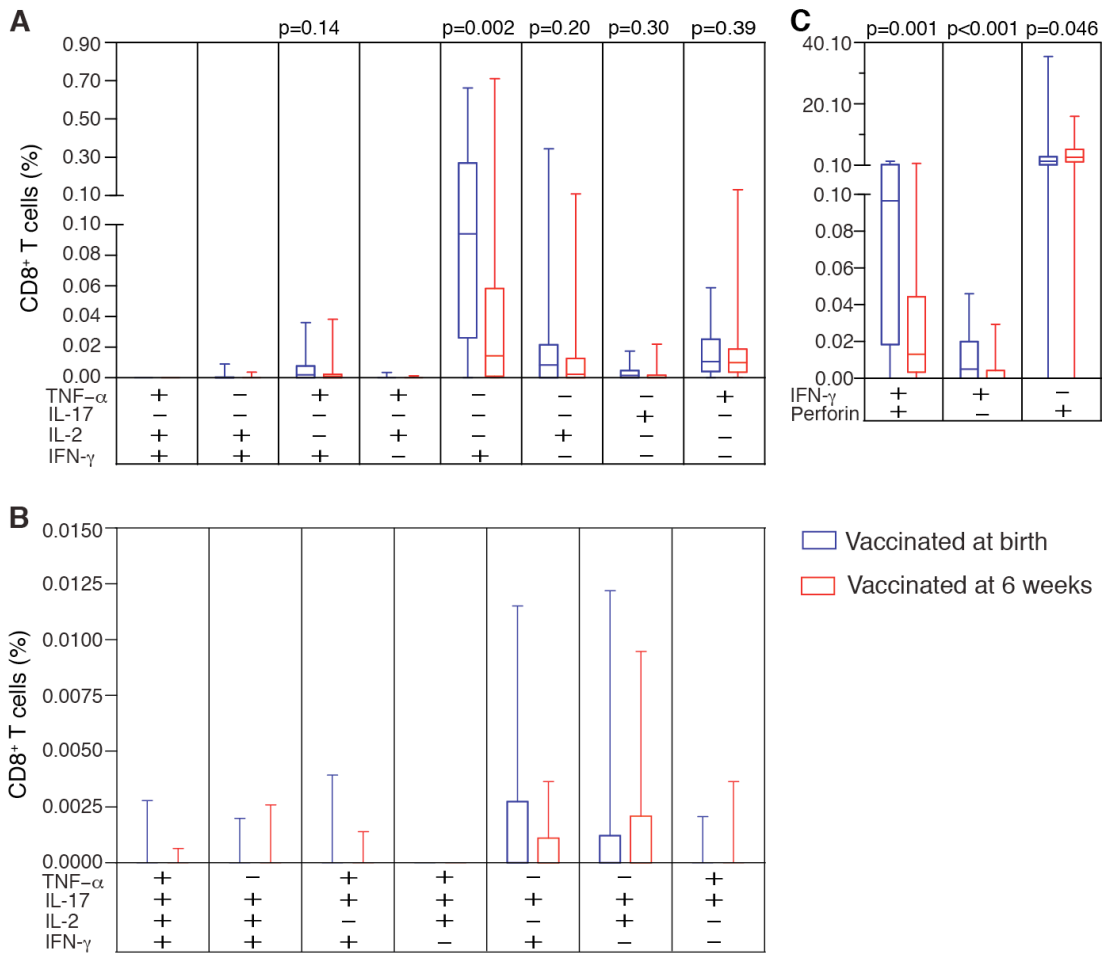 A
p=0.14 p=0.002 p=0.20 p=0.30 p=0.39
CD8⁺ T cells (%)
0.90
0.70
0.50
0.30
0.10
0.10
0.08
0.06
0.04
0.02
0.00
TNF–α + − + + − − − +
IL-17 − − − − − − + −
IL-2 + + − + − + − −
IFN-γ + + + − + − − −
C
p=0.001 p<0.001 p=0.046
40.10
20.10
0.10
0.10
0.08
0.06
0.04
0.02
0.00
IFN-γ + + −
Perforin + − +
B
CD8⁺ T cells (%)
0.0150
0.0125
0.0100
0.0075
0.0050
0.0025
0.0000
TNF-α + − + + − − +
IL-17 + + + + + + +
IL-2 + + − + − + −
IFN-γ + + + − + − −
Vaccinated at birth
Vaccinated at 6 weeks